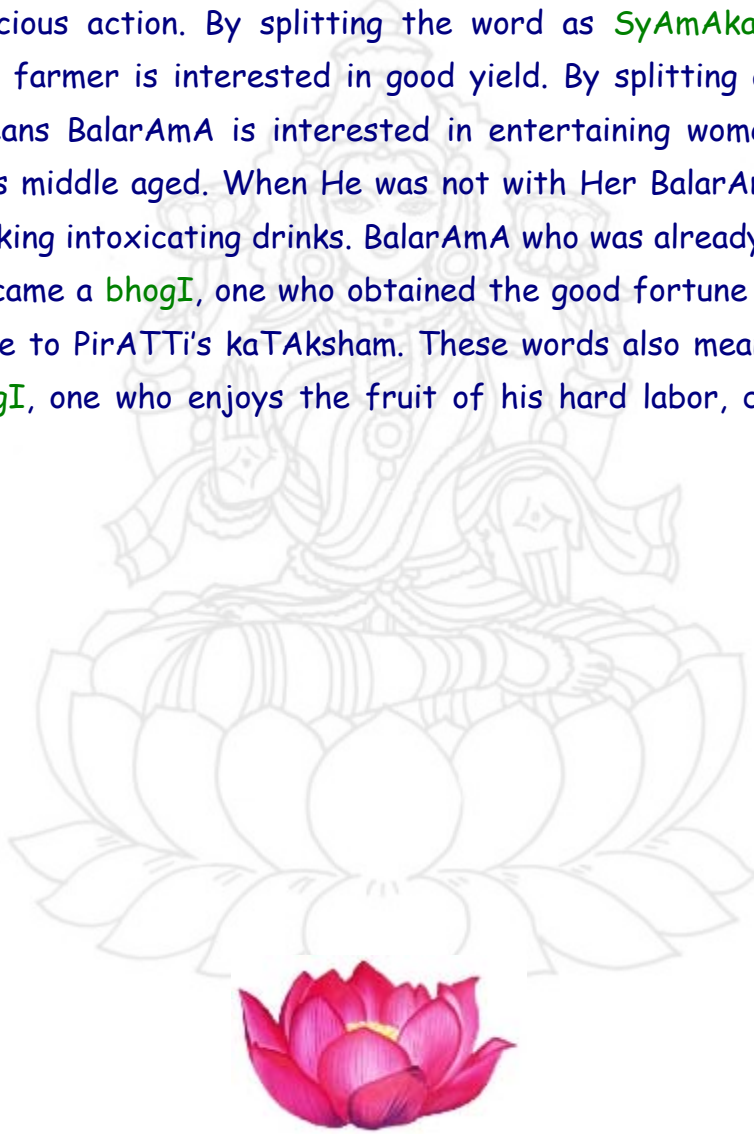 cious action. By splitting the word as SyAmAka
farmer is interested in good yield. By splitting
ans BalarAmA is interested in entertaining wom
s middle aged. When He was not with Her BalarA
king intoxicating drinks. BalarAmA who was already
came a bhogI, one who obtained the good fortune
e to PirATTi's kaTAksham. These words also mea
gI, one who enjoys the fruit of his hard labor,